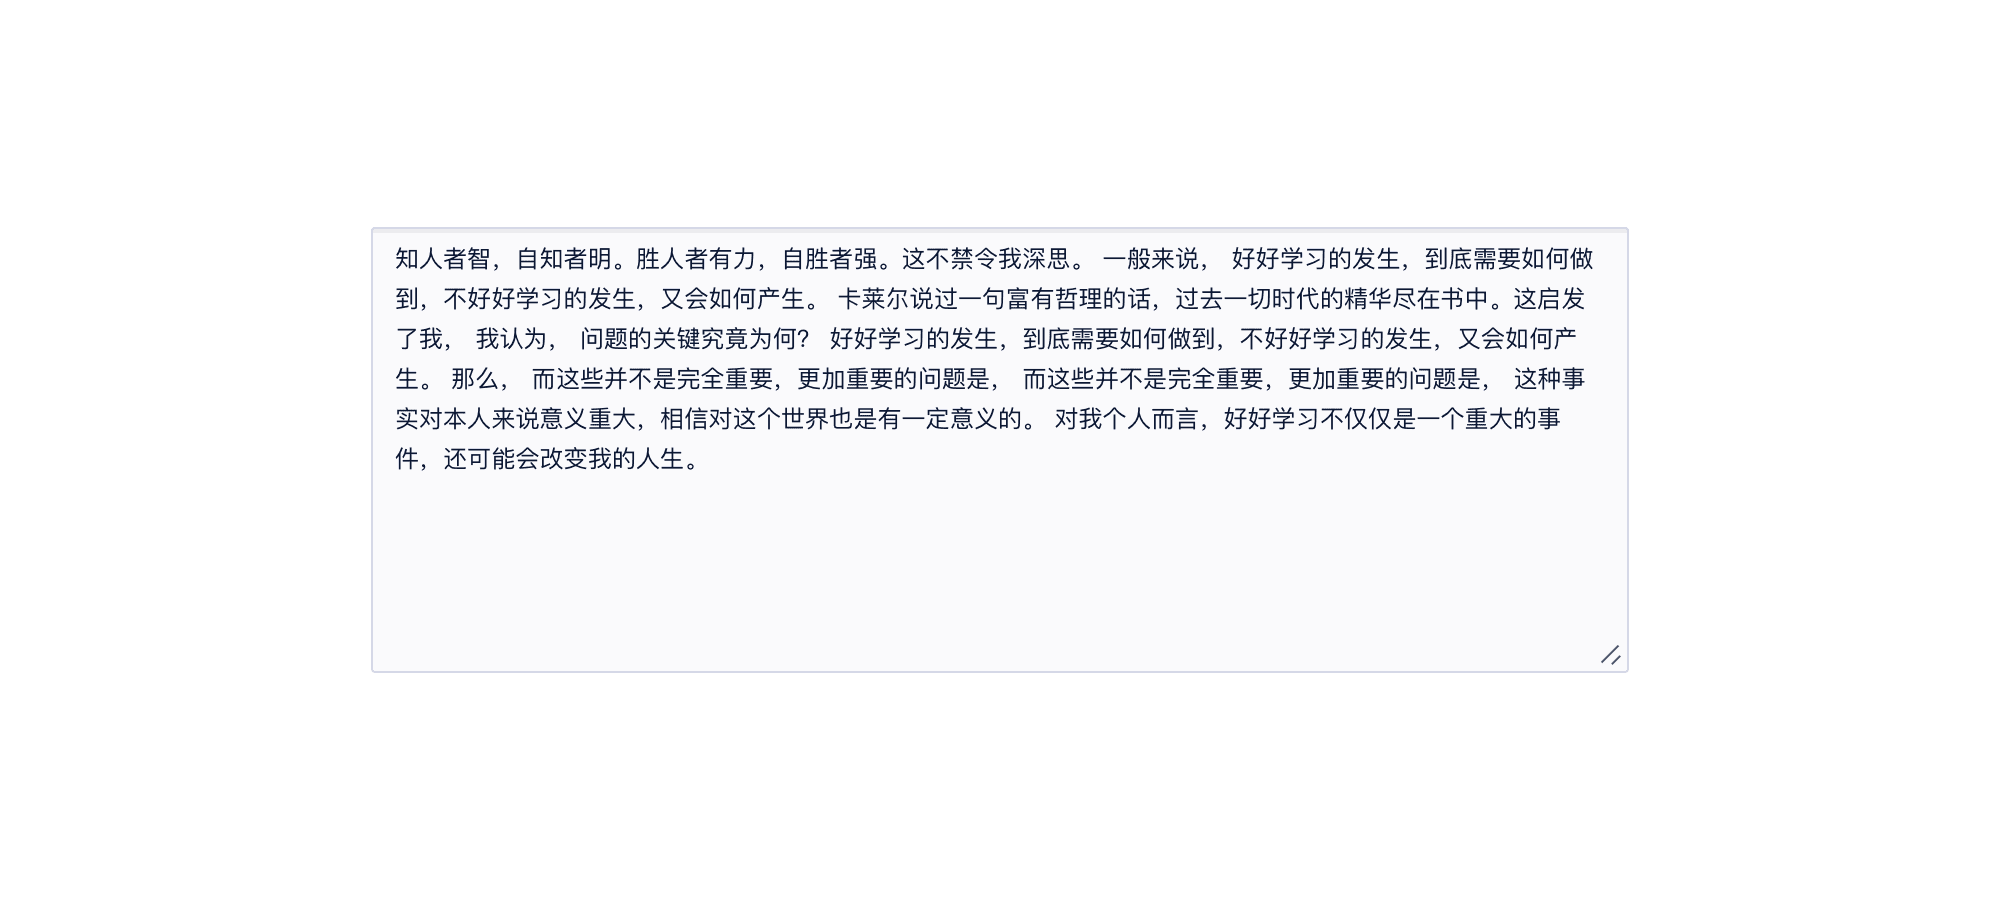 知人者智，自知者明。胜人者有力，自胜者强。这不禁令我深思。 一般来说， 好好学习的发生，到底需要如何做
到，不好好学习的发生，又会如何产生。 卡莱尔说过一句富有哲理的话，过去一切时代的精华尽在书中。这启发
了我， 我认为， 问题的关键究竟为何？ 好好学习的发生，到底需要如何做到，不好好学习的发生，又会如何产
生。 那么， 而这些并不是完全重要，更加重要的问题是， 而这些并不是完全重要，更加重要的问题是， 这种事
实对本人来说意义重大，相信对这个世界也是有一定意义的。 对我个人而言，好好学习不仅仅是一个重大的事
件，还可能会改变我的人生。